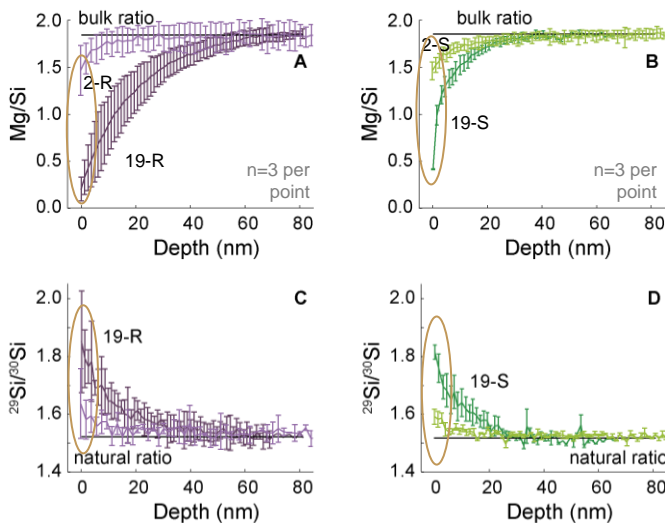 bulk ratio
2.0
1.5
1.0
0.5
0.0
Mg/Si
A
2-R
19-R
n=3 per
point
0 20 40 60 80
Depth (nm)
bulk ratio
2.0
1.5
1.0
0.5
0.0
Mg/Si
B
2-S
19-S
n=3 per
point
0 20 40 60 80
Depth (nm)
2.0
1.8
1.6
1.4
29Si/30Si
C
19-R
natural ratio
0 20 40 60 80
Depth (nm)
2.0
1.8
1.6
1.4
29Si/30Si
D
19-S
natural ratio
0 20 40 60 80
Depth (nm)